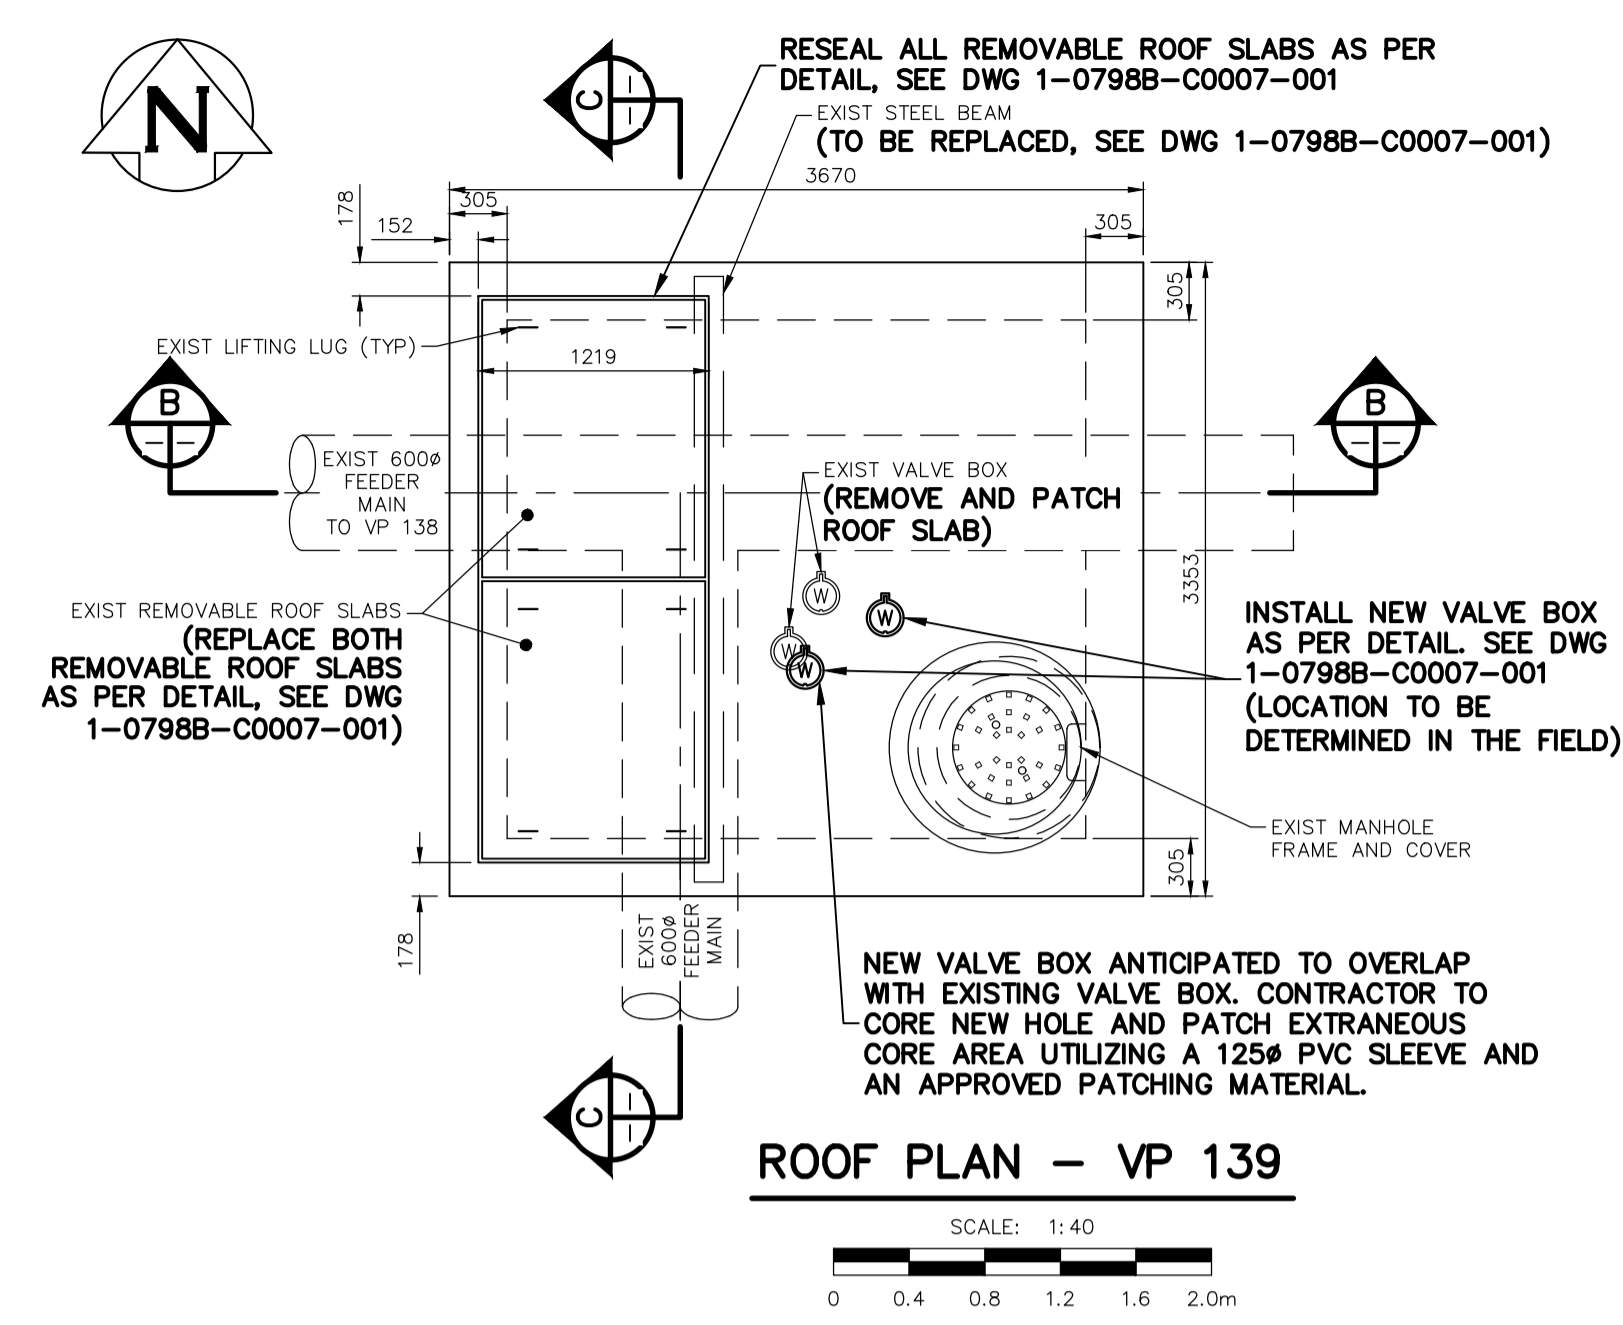 N
C
RESEAL ALL REMOVABLE ROOF SLABS AS PER
DETAIL, SEE DWG 1-0798B-C0007-001
EXIST STEEL BEAM
(TO BE REPLACED, SEE DWG 1-0798B-C0007-001)
3670
178
305
152
305
305
EXIST LIFTING LUG (TYP)
1219
B
B
EXIST 600ø
FEEDER
MAIN
TO VP 138
EXIST VALVE BOX
(REMOVE AND PATCH
ROOF SLAB)
3353
W
W
W
W
EXIST REMOVABLE ROOF SLABS
(REPLACE BOTH
REMOVABLE ROOF SLABS
AS PER DETAIL, SEE DWG
1-0798B-C0007-001)
INSTALL NEW VALVE BOX
AS PER DETAIL. SEE DWG
1-0798B-C0007-001
(LOCATION TO BE
DETERMINED IN THE FIELD)
EXIST MANHOLE
FRAME AND COVER
305
178
EXIST
600ø
FEEDER
MAIN
NEW VALVE BOX ANTICIPATED TO OVERLAP
WITH EXISTING VALVE BOX. CONTRACTOR TO
CORE NEW HOLE AND PATCH EXTRANEOUS
CORE AREA UTILIZING A 125ø PVC SLEEVE AND
AN APPROVED PATCHING MATERIAL.
C
ROOF PLAN - VP 139
SCALE: 1:40
0 0.4 0.8 1.2 1.6 2.0m